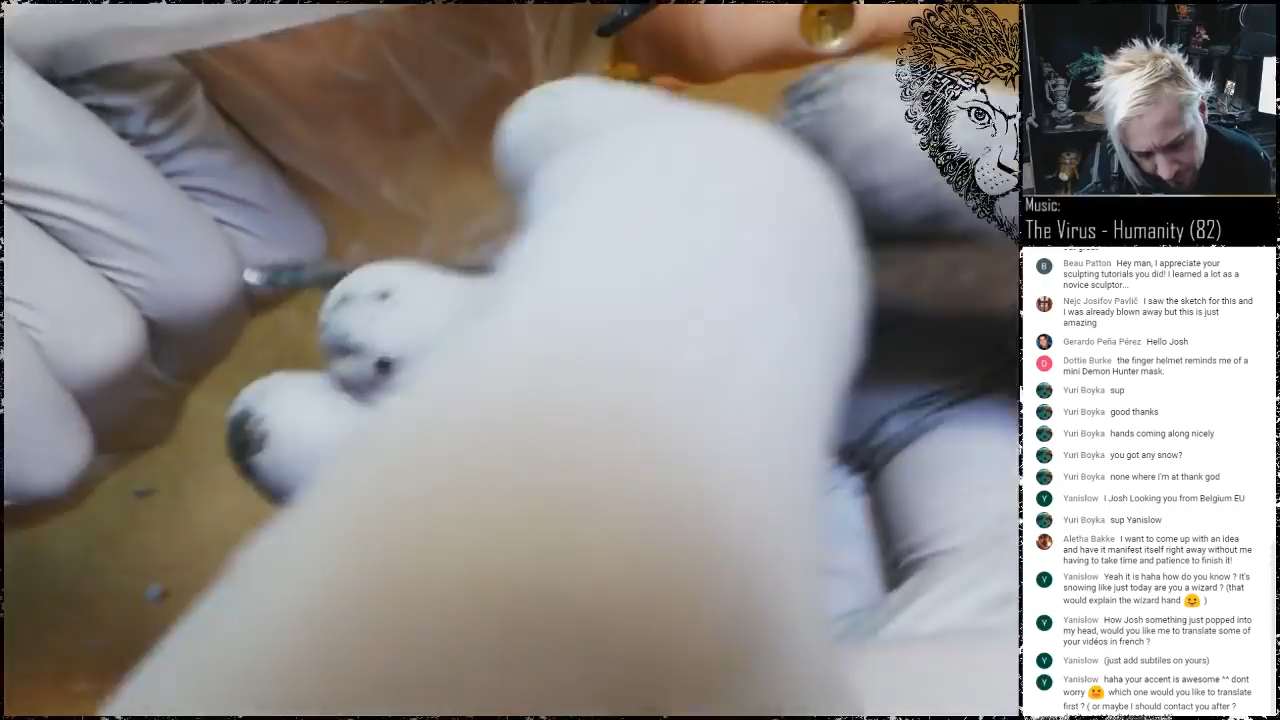 Music:
The Virus - Humanity (82)
B Beau Patton Hey man, I appreciate your
sculpting tutorials you did! I learned a lot as a
novice sculptor...
Nejc Josifov Pavlič I saw the sketch for this and
I was already blown away but this is just
amazing
Gerardo Peña Pérez Hello Josh
D Dottie Burke the finger helmet reminds me of a
mini Demon Hunter mask.
Yuri Boyka sup
Yuri Boyka good thanks
Yuri Boyka hands coming along nicely
Yuri Boyka you got any snow?
Yuri Boyka none where I'm at thank god
Y Yanislow I Josh Looking you from Belgium EU
Yuri Boyka sup Yanislow
Aletha Bakke I want to come up with an idea
and have it manifest itself right away without me
having to take time and patience to finish it!
Y Yanislow Yeah it is haha how do you know ? It's
snowing like just today are you a wizard ? (that
would explain the wizard hand 🤗 )
Y Yanislow How Josh something just popped into
my head, would you like me to translate some of
your vidéos in french ?
Y Yanislow (just add subtiles on yours)
Y Yanislow haha your accent is awesome ^^ dont
worry 🤗 which one would you like to translate
first ? ( or maybe I should contact you after ?